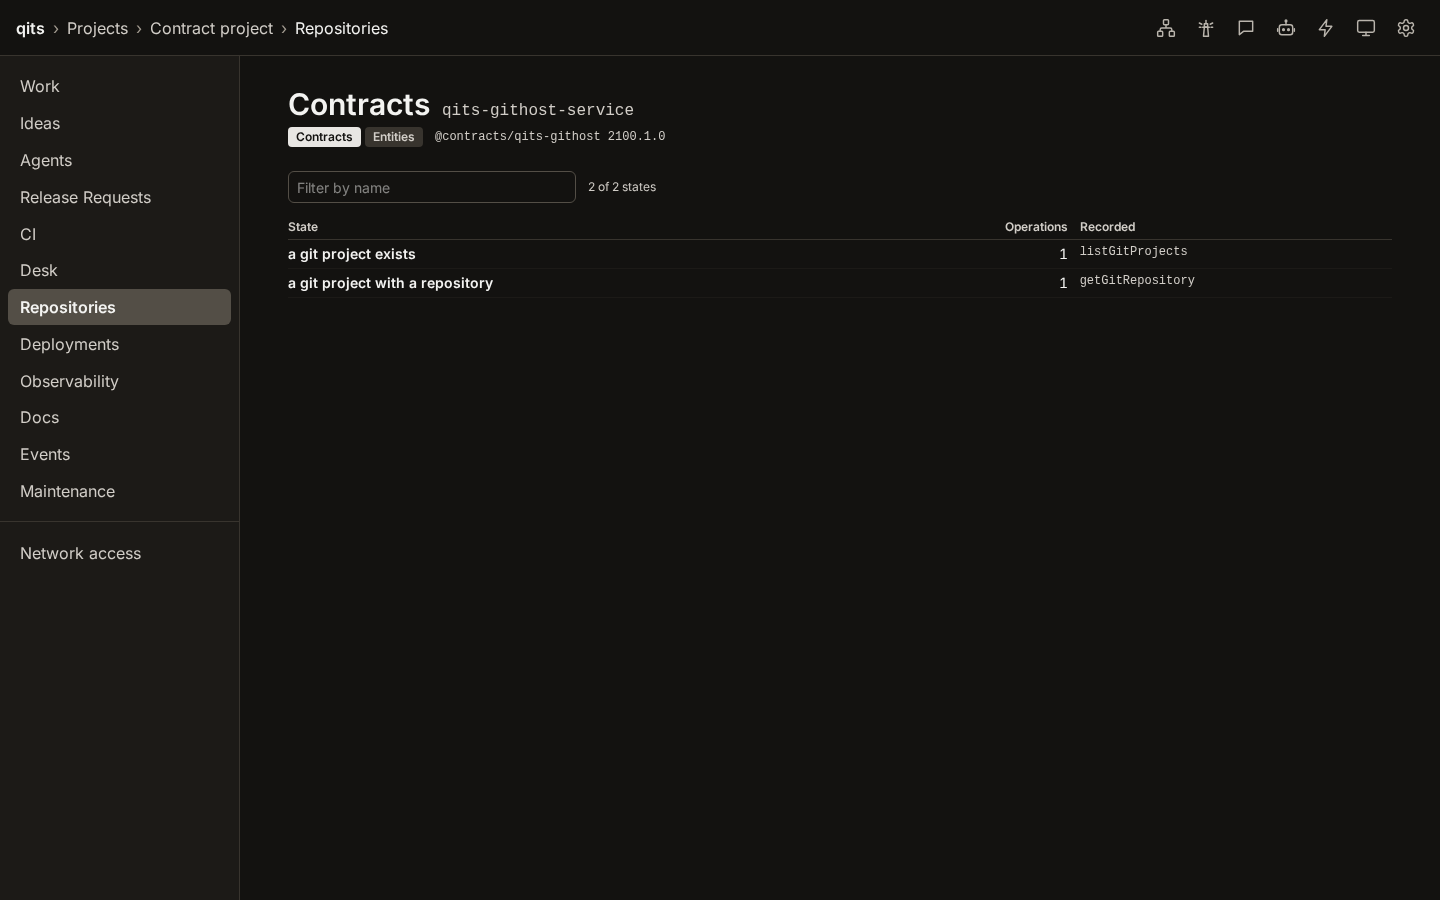 qits › Projects › Contract project › Repositories
Work
Ideas
Agents
Release Requests
CI
Desk
Repositories
Deployments
Observability
Docs
Events
Maintenance
Network access
Contracts qits-githost-service
Contracts Entities @contracts/qits-githost 2100.1.0
Filter by name 2 of 2 states
State Operations Recorded
a git project exists 1 listGitProjects
a git project with a repository 1 getGitRepository